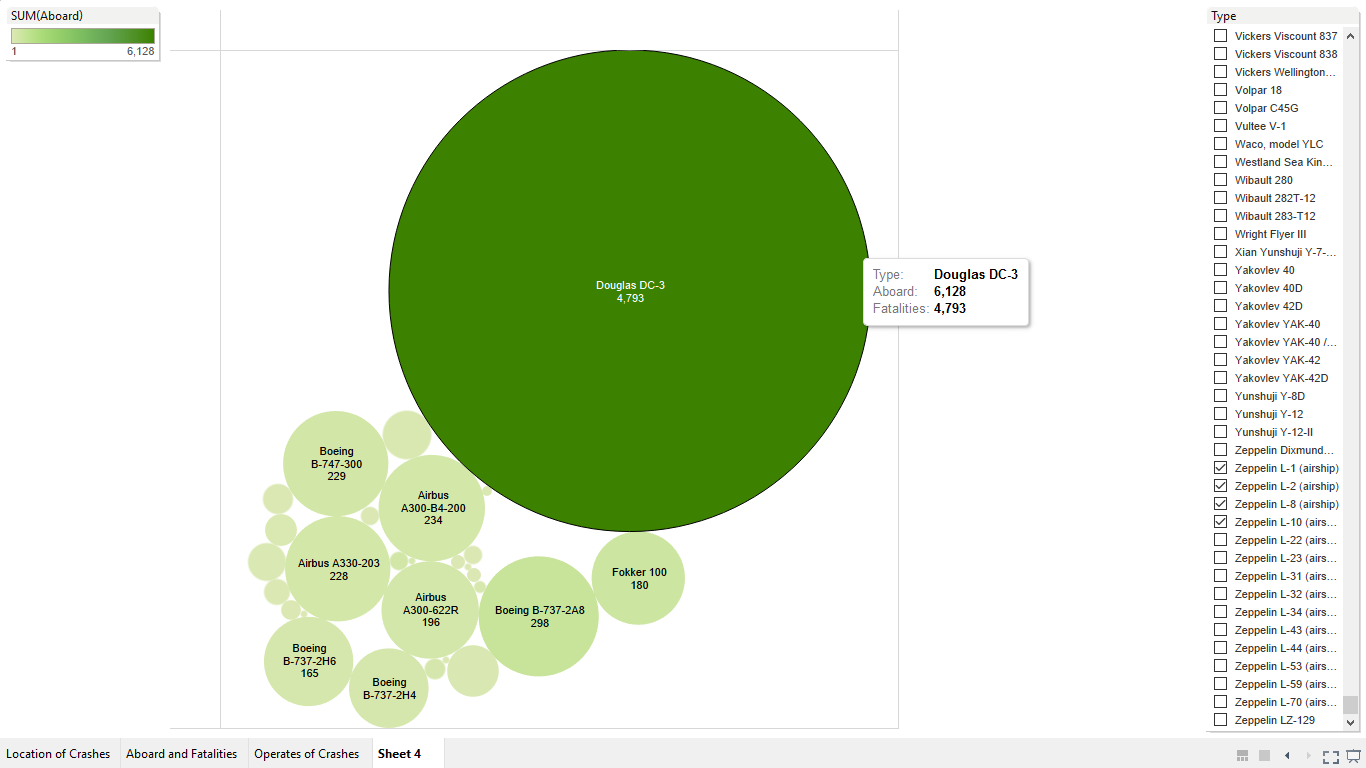 SUM(Aboard)
1 6,128
Douglas DC-3
4,793
Type: Douglas DC-3
Aboard: 6,128
Fatalities: 4,793
Boeing
B-747-300
229
Airbus
A300-B4-200
234
Airbus A330-203
228
Airbus
A300-622R
196
Boeing B-737-2A8
298
Fokker 100
180
Boeing
B-737-2H6
165
Boeing
B-737-2H4
Type
Vickers Viscount 837
Vickers Viscount 838
Vickers Wellington...
Volpar 18
Volpar C45G
Vultee V-1
Waco, model YLC
Westland Sea Kin...
Wibault 280
Wibault 282T-12
Wibault 283-T12
Wright Flyer III
Xian Yunshuji Y-7-...
Yakovlev 40
Yakovlev 40D
Yakovlev 42D
Yakovlev YAK-40
Yakovlev YAK-40 /...
Yakovlev YAK-42
Yakovlev YAK-42D
Yunshuji Y-8D
Yunshuji Y-12
Yunshuji Y-12-II
Zeppelin Dixmund...
Zeppelin L-1 (airship)
Zeppelin L-2 (airship)
Zeppelin L-8 (airship)
Zeppelin L-10 (airs...
Zeppelin L-22 (airs...
Zeppelin L-23 (airs...
Zeppelin L-31 (airs...
Zeppelin L-32 (airs...
Zeppelin L-34 (airs...
Zeppelin L-43 (airs...
Zeppelin L-44 (airs...
Zeppelin L-53 (airs...
Zeppelin L-59 (airs...
Zeppelin L-70 (airs...
Zeppelin LZ-129
Location of Crashes Aboard and Fatalities Operates of Crashes Sheet 4